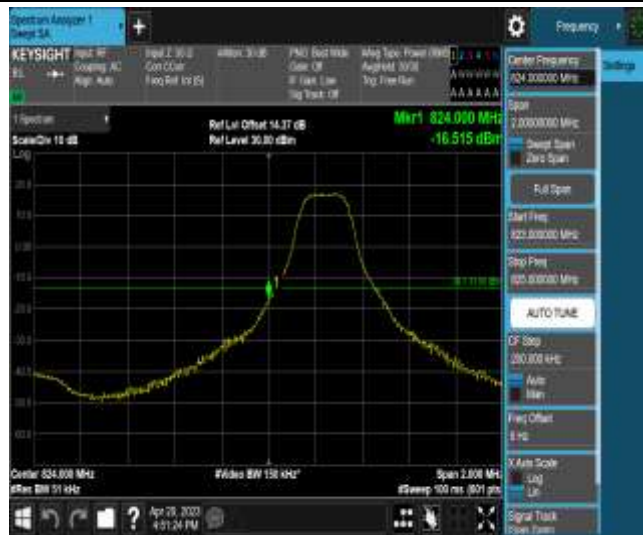 Spectrum Analyzer 1
Swept SA
Frequency
KEYSIGHT
Input: RF
Coupling: AC
Align: Auto
Input Z: 50 Ω
Corr CCorr
Freq Ref: Int (S)
Atten: 30 dB
PNO: Best Wide
Gate: Off
IF Gain: Low
Sig Track: Off
Avg Type: Power (RMS)
Trig: Free Run
Center Frequency
824.000000 MHz
Settings
Span
2.00000000 MHz
Swept Span
Zero Span
Full Span
Start Freq
823.000000 MHz
Stop Freq
825.000000 MHz
AUTO TUNE
CF Step
200.000 kHz
Auto
Man
Freq Offset
0 Hz
X Axis Scale
Log
Lin
Signal Track
1 Spectrum
Scale/Div 10 dB
Log
Ref Lvl Offset 14.37 dB
Ref Level 30.00 dBm
Mkr1 824.000 MHz
-16.515 dBm
1
Center 824.000 MHz
#Res BW 51 kHz
#Video BW 150 kHz*
Span 2.000 MHz
#Sweep 100 ms (601 pts)
?
Apr 28, 2023
4:51:24 PM